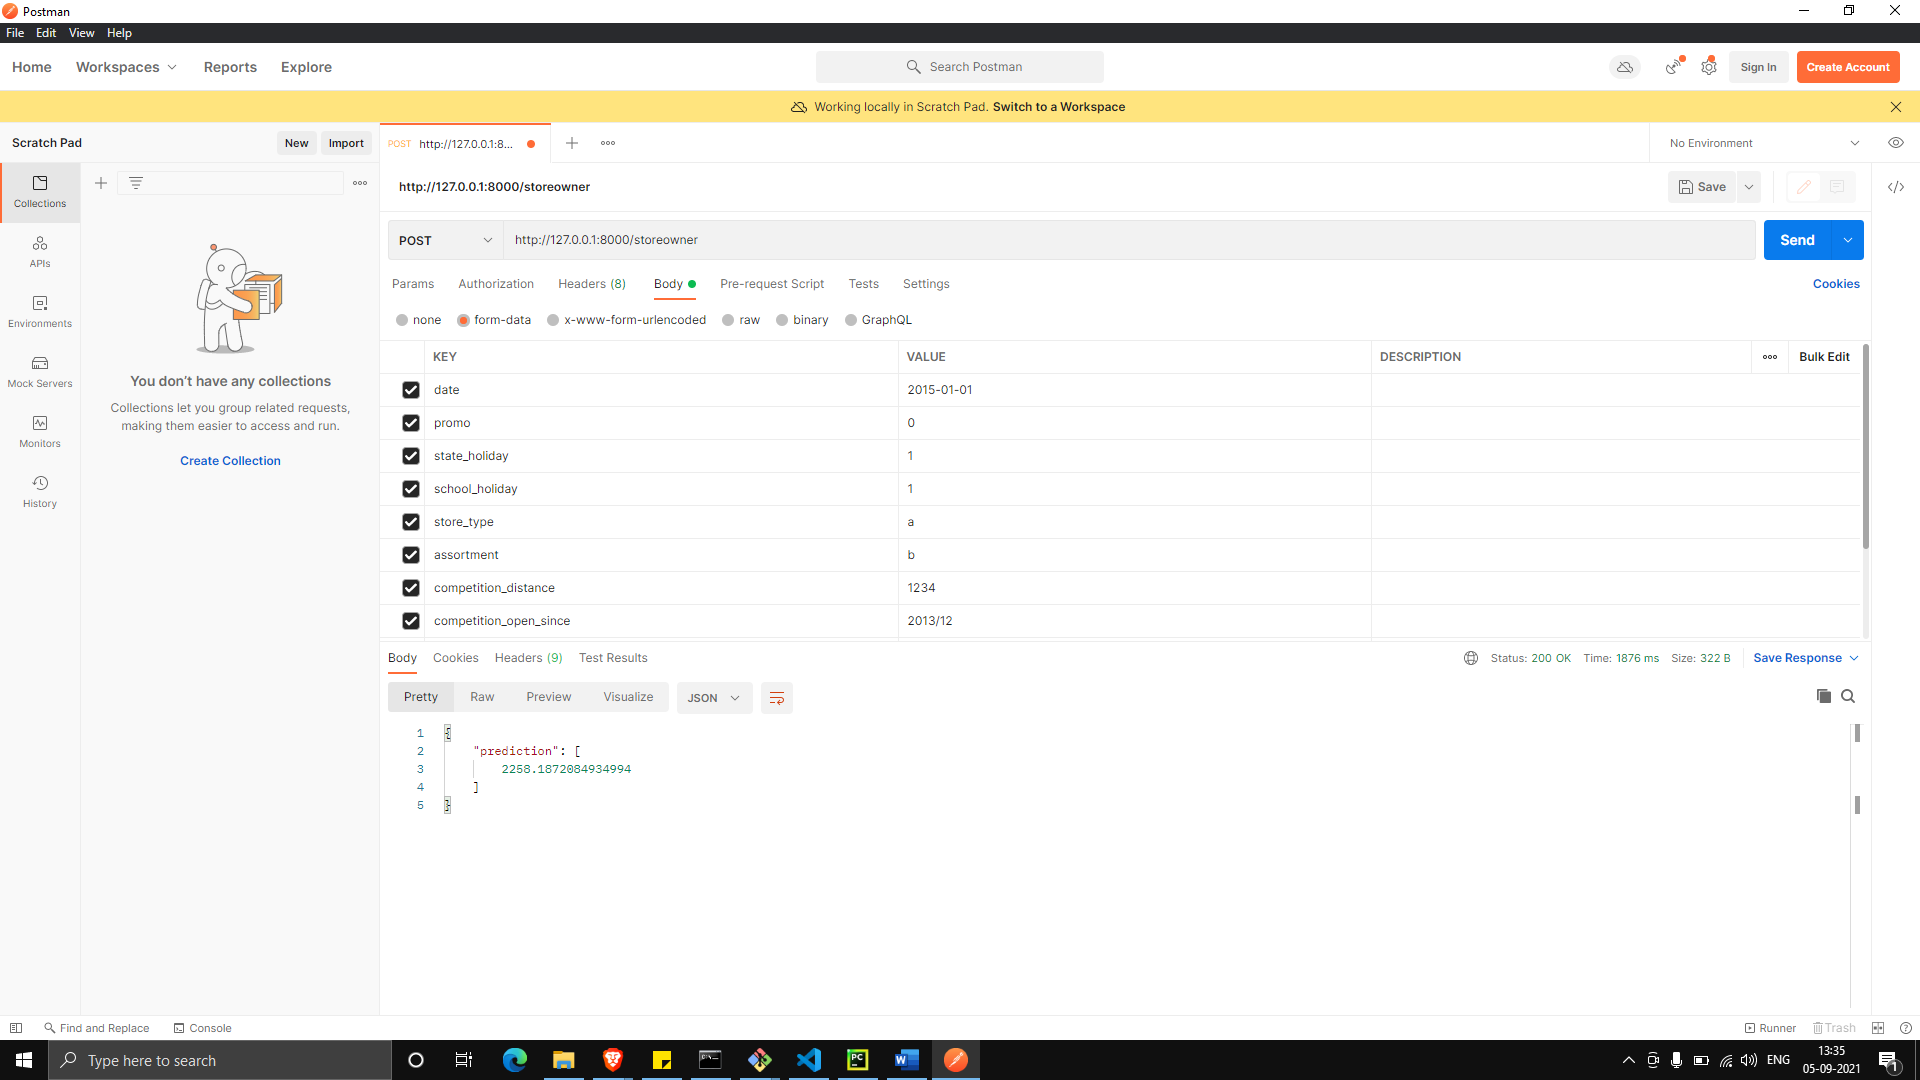 Postman
File Edit View Help
Home Workspaces Reports Explore
Search Postman
Sign In
Create Account
Working locally in Scratch Pad. Switch to a Workspace
Scratch Pad
New
Import
POST http://127.0.0.1:8...
No Environment
Collections
http://127.0.0.1:8000/storeowner
Save
POST
http://127.0.0.1:8000/storeowner
Send
APIs
Params Authorization Headers (8) Body Pre-request Script Tests Settings
Cookies
Environments
none form-data x-www-form-urlencoded raw binary GraphQL
KEY VALUE DESCRIPTION Bulk Edit
date 2015-01-01
promo 0
state_holiday 1
school_holiday 1
store_type a
assortment b
competition_distance 1234
competition_open_since 2013/12
Mock Servers
Monitors
History
You don't have any collections
Collections let you group related requests,
making them easier to access and run.
Create Collection
Body Cookies Headers (9) Test Results
Status: 200 OK Time: 1876 ms Size: 322 B
Save Response
Pretty Raw Preview Visualize JSON
1 {
2 "prediction": [
3 2258.1872084934994
4 ]
5 }
Find and Replace Console
Runner Trash
Type here to search
PC
W
ENG
13:35
05-09-2021
1